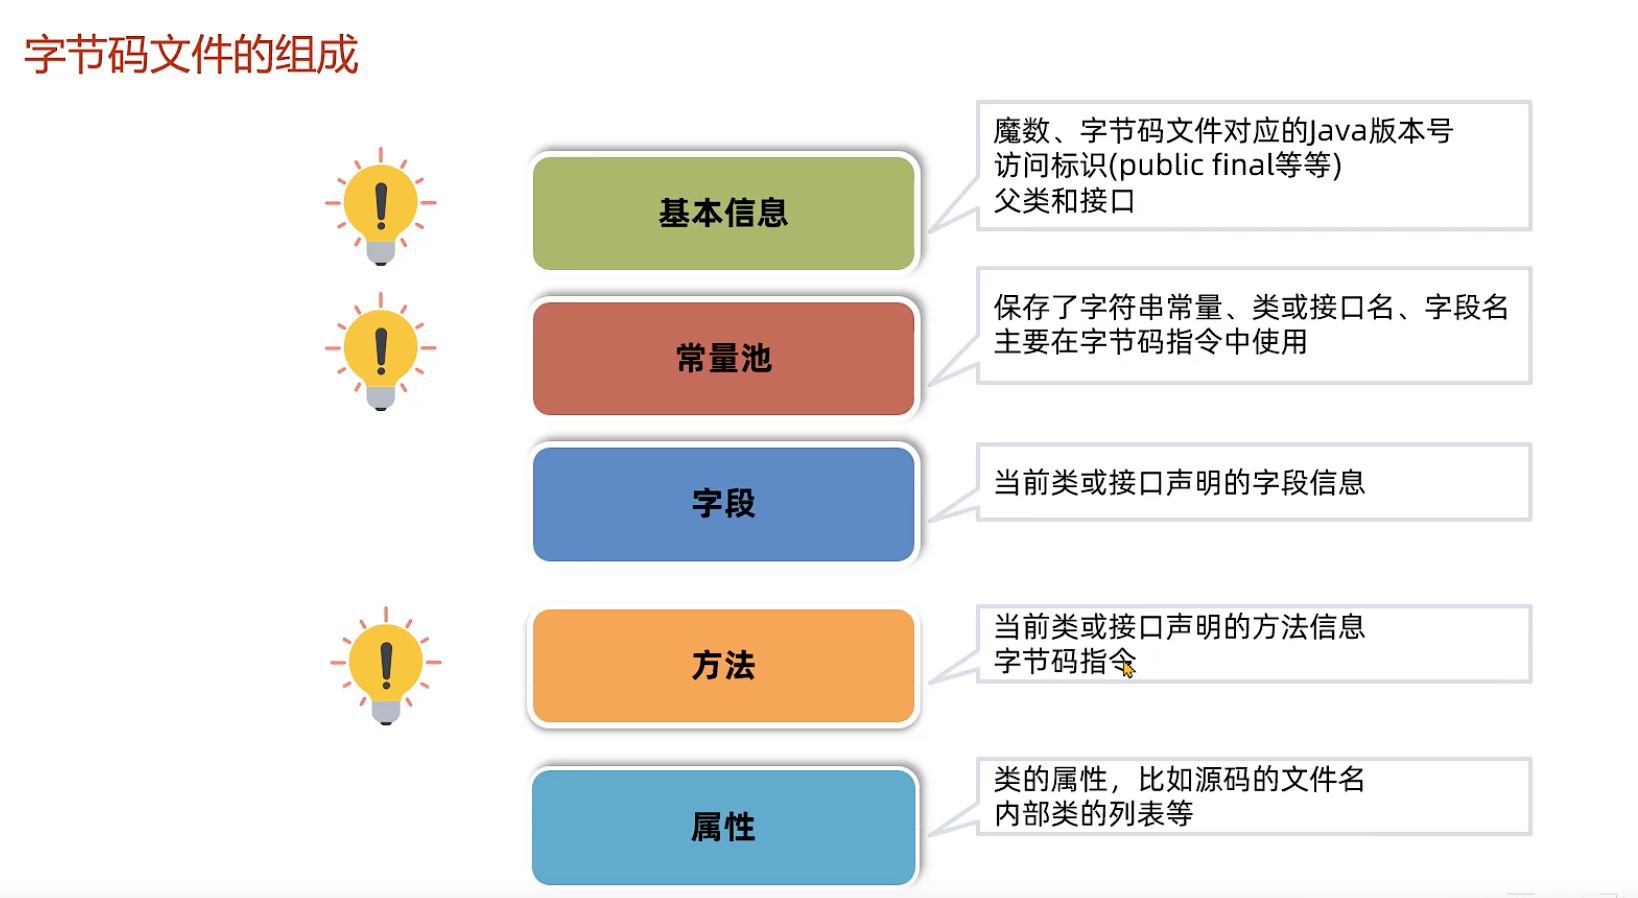 字节码文件的组成
基本信息
魔数、字节码文件对应的Java版本号
访问标识(public final等等)
父类和接口
常量池
保存了字符串常量、类或接口名、字段名
主要在字节码指令中使用
字段
当前类或接口声明的字段信息
方法
当前类或接口声明的方法信息
字节码指令
属性
类的属性，比如源码的文件名
内部类的列表等